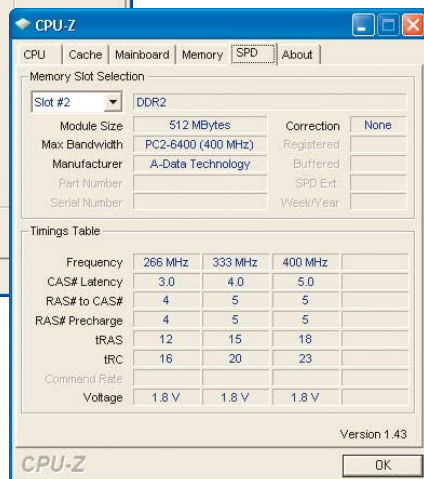 CPU-Z
CPU Cache Mainboard Memory SPD About
Memory Slot Selection
Slot #2 DDR2
Module Size 512 MBytes Correction None
Max Bandwidth PC2-6400 (400 MHz) Registered
Manufacturer A-Data Technology Buffered
Part Number SPD Ext.
Serial Number Week/Year
Timings Table
Frequency 266 MHz 333 MHz 400 MHz
CAS# Latency 3.0 4.0 5.0
RAS# to CAS# 4 5 5
RAS# Precharge 4 5 5
tRAS 12 15 18
tRC 16 20 23
Command Rate
Voltage 1.8 V 1.8 V 1.8 V
Version 1.43
CPU-Z OK